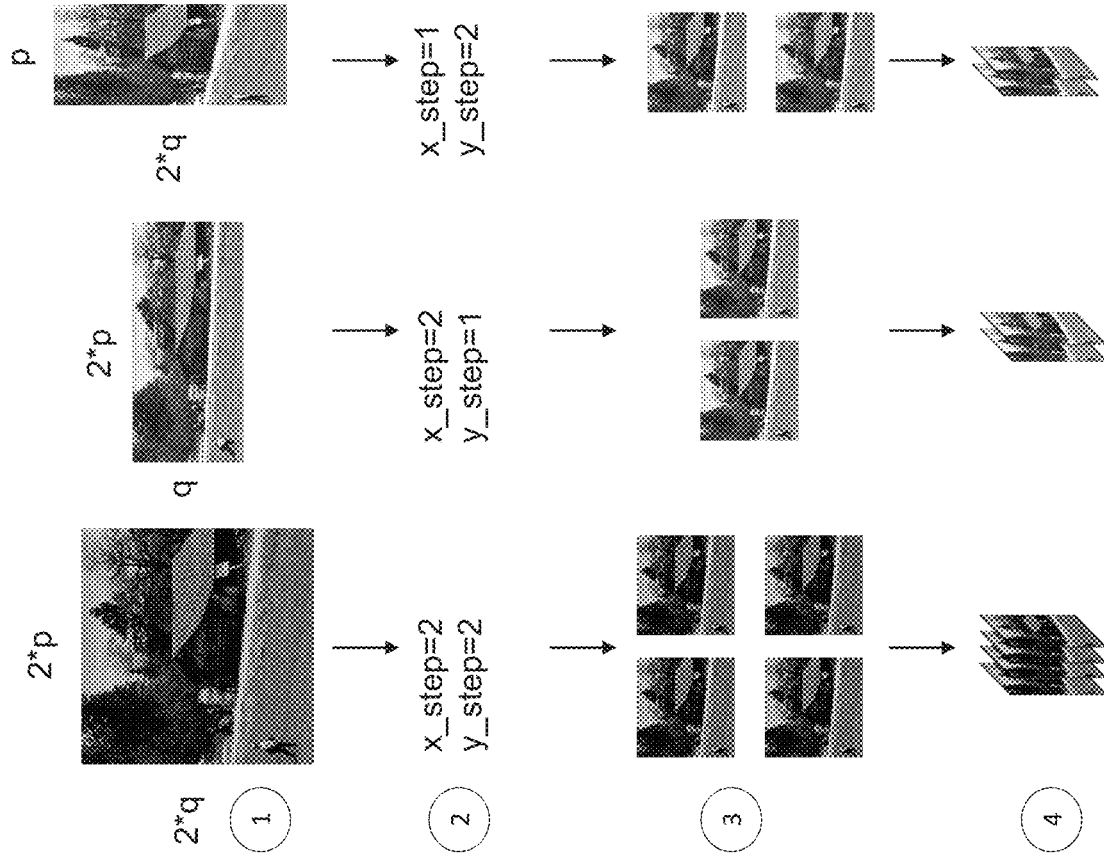 2*p
2*p
p
2*q
q
2*q
1
2
x_step=2
y_step=2
x_step=2
y_step=1
x_step=1
y_step=2
3
4